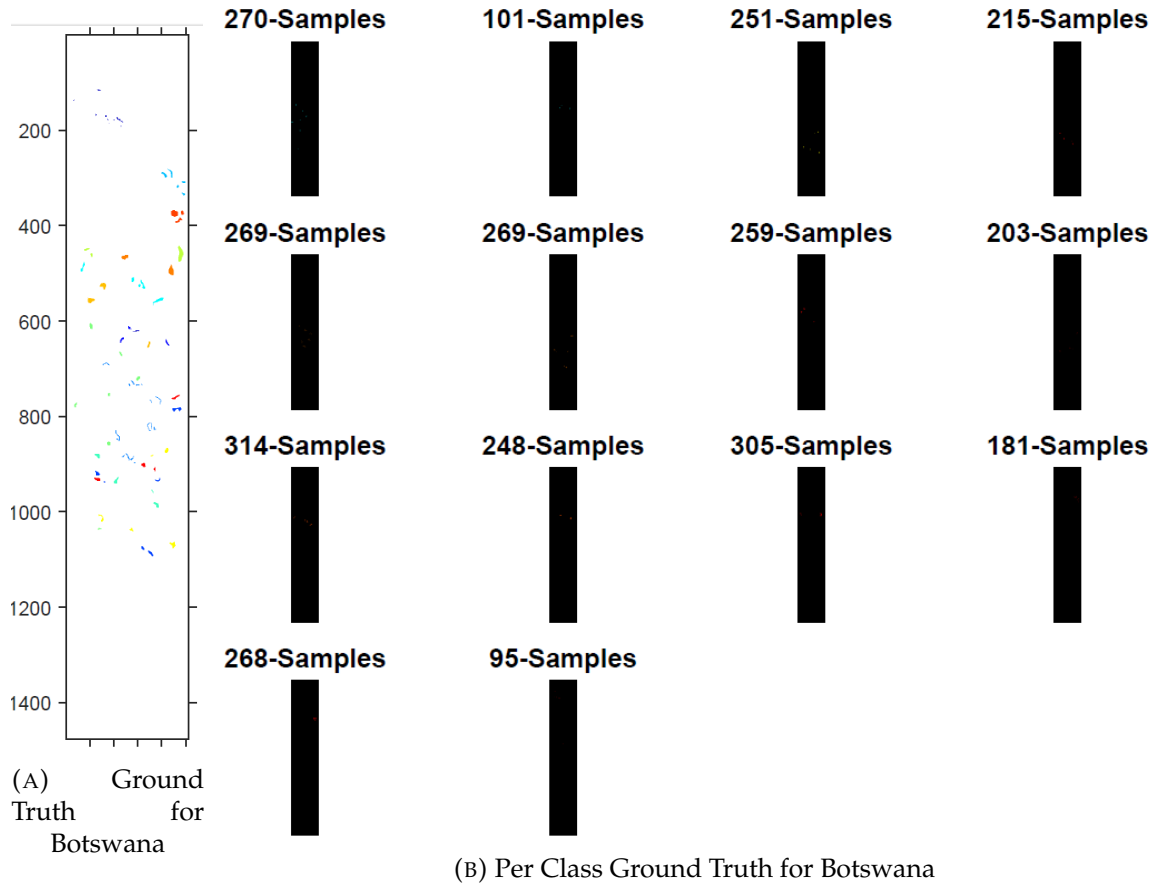 200
400
600
800
1000
1200
1400
(A) Ground
Truth for
Botswana
270-Samples 101-Samples 251-Samples 215-Samples
269-Samples 269-Samples 259-Samples 203-Samples
314-Samples 248-Samples 305-Samples 181-Samples
268-Samples 95-Samples
(B) Per Class Ground Truth for Botswana